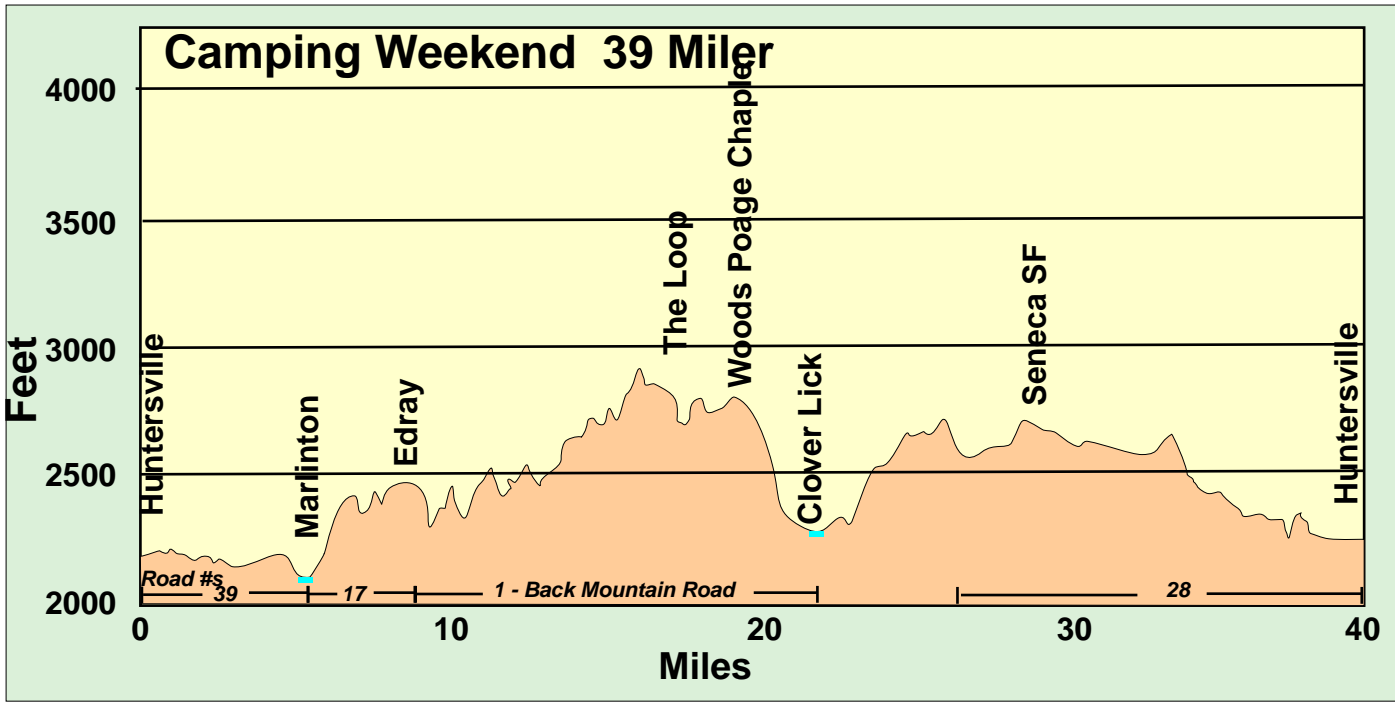 Camping Weekend 39 Miler
Feet
4000
3500
3000
2500
2000
Huntersville
Marlinton
Edray
The Loop
Woods Poage Chapler
Clover Lick
Seneca SF
Huntersville
Road #s
39
17
1 - Back Mountain Road
28
0
10
20
30
40
Miles